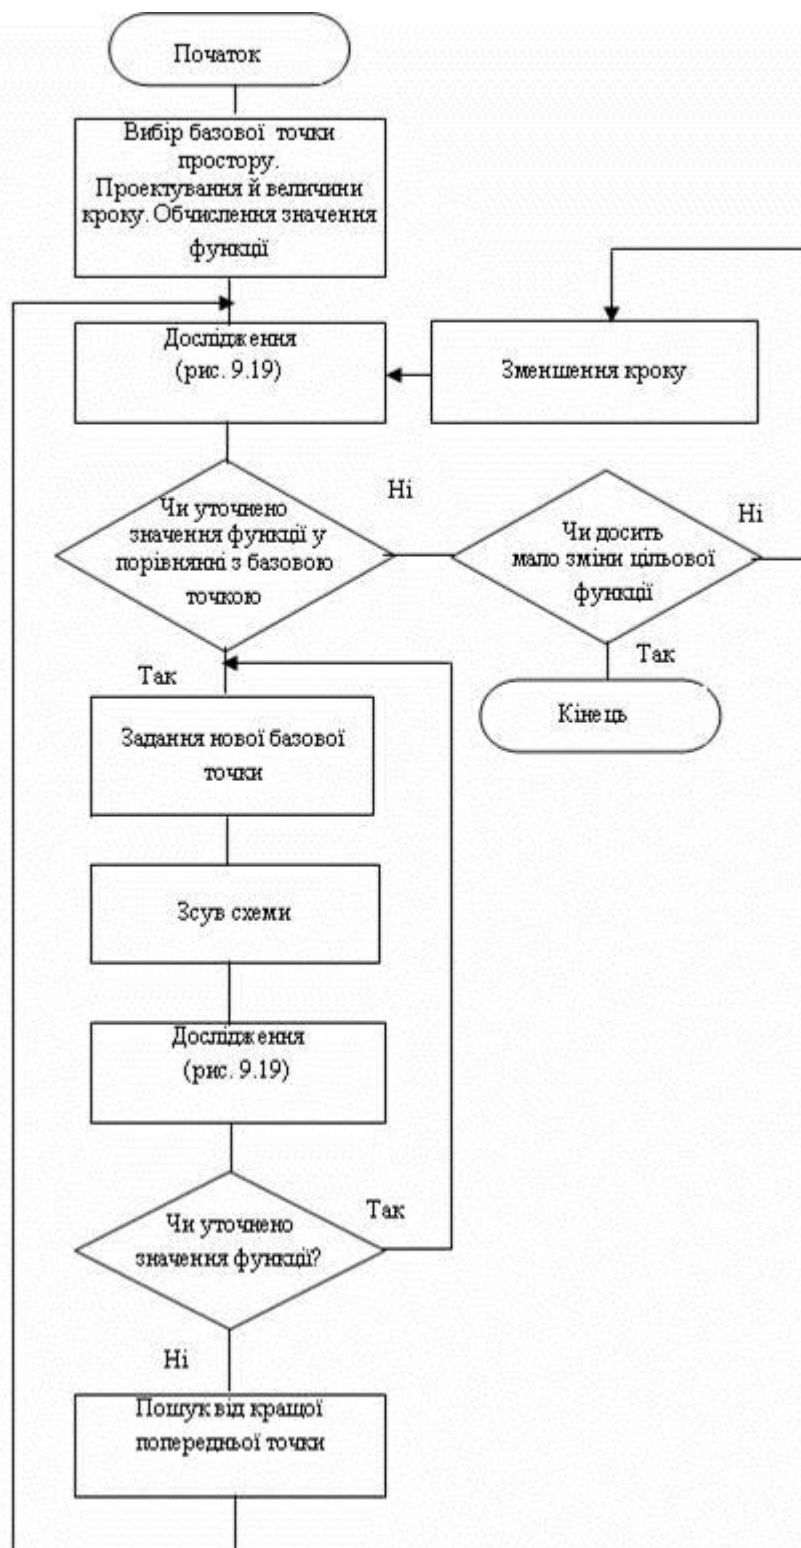 Початок
Вибір базової точки
простору.
Проектування й величини
кроку. Обчислення значення
функції
Дослідження
(рис. 9.19)
Зменшення кроку
Чи уточнено
значення функції у
порівнянні з базовою
точкою
Ні
Чи досить
мало зміни цільової
функції
Ні
Так
Так
Кінець
Задання нової базової
точки
Зсув схеми
Дослідження
(рис. 9.19)
Чи уточнено
значення функції?
Так
Ні
Пошук від кращої
попередньої точки